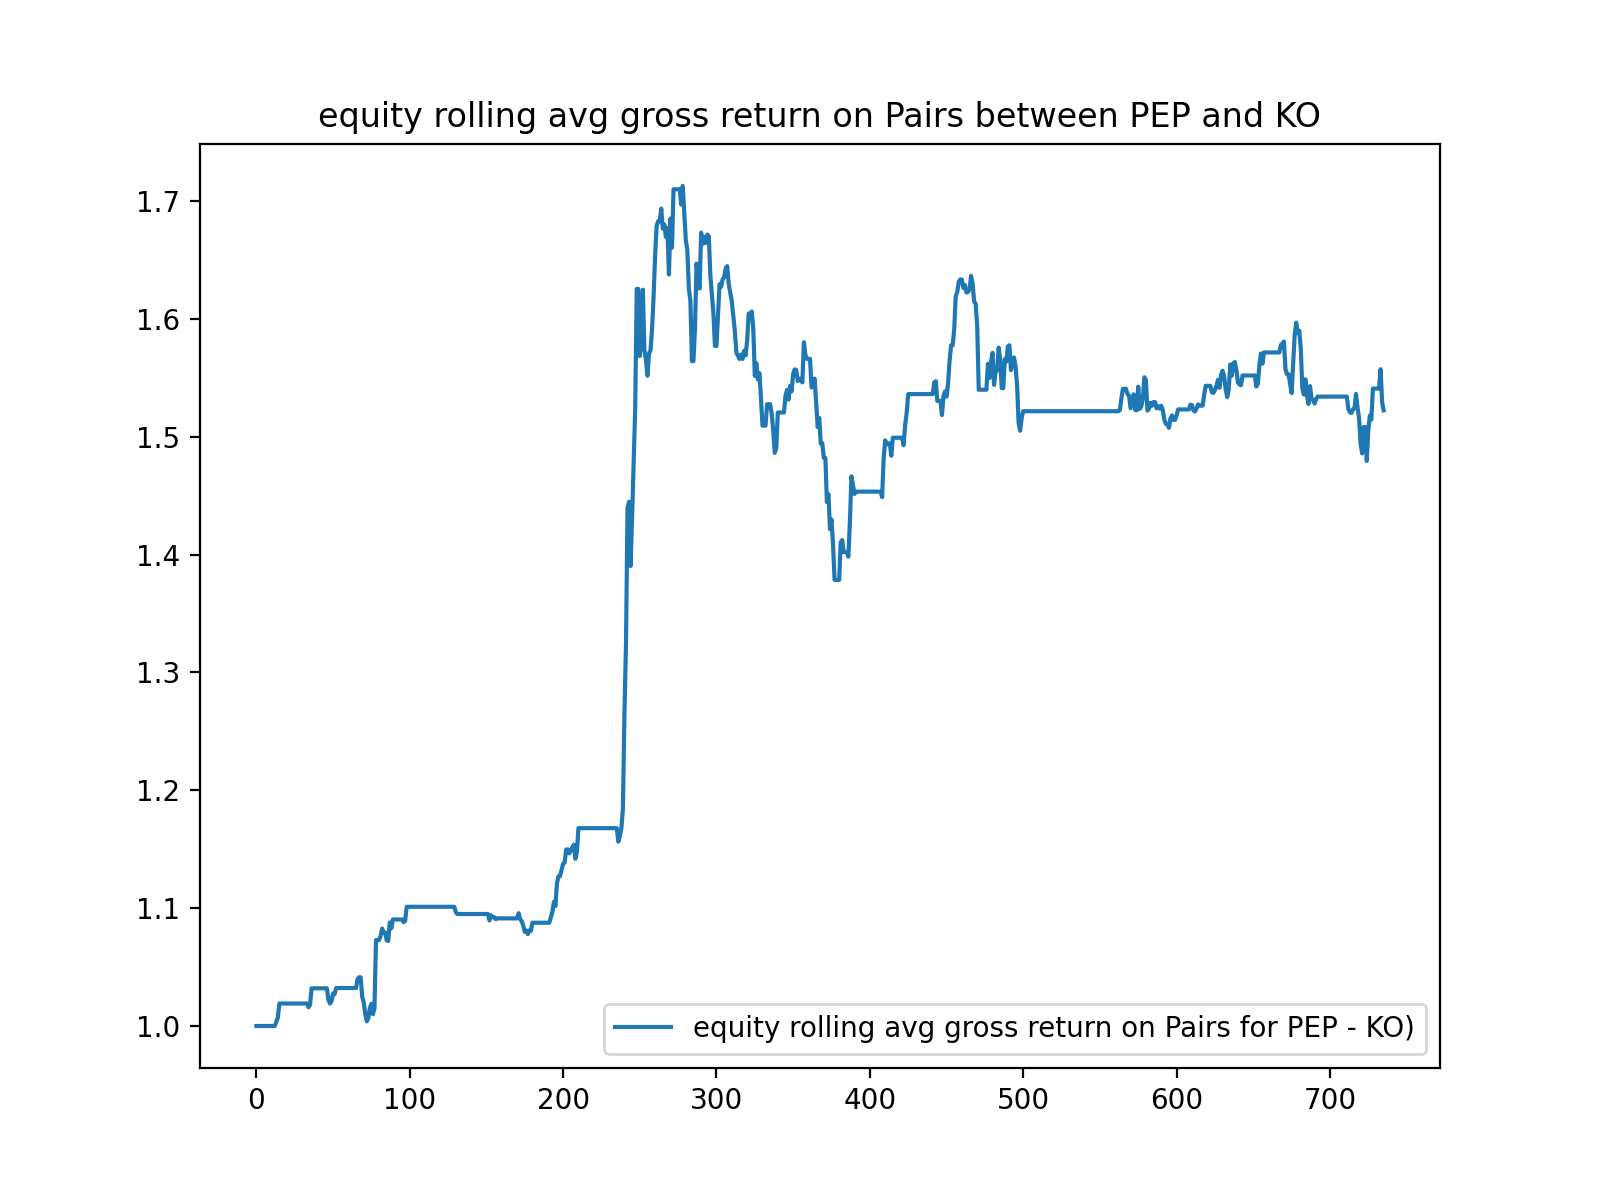 equity rolling avg gross return on Pairs between PEP and KO
1.7
1.6
1.5
1.4
1.3
1.2
1.1
1.0
equity rolling avg gross return on Pairs for PEP - KO)
0 100 200 300 400 500 600 700